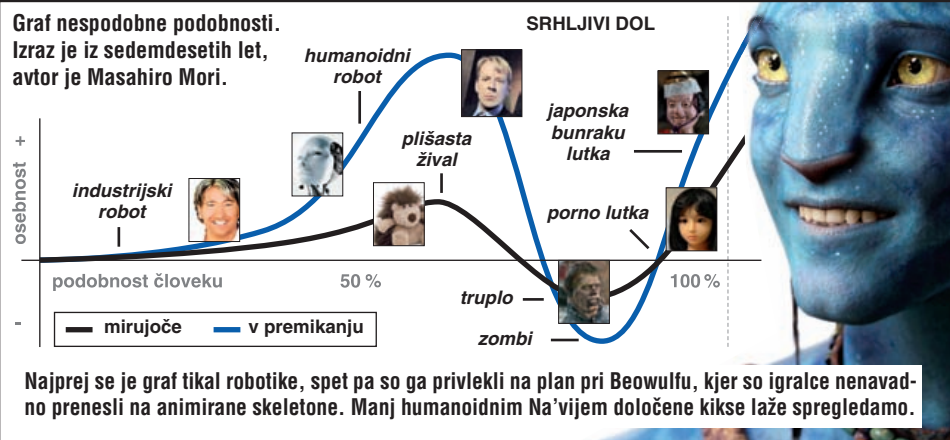 Graf nespodobne podobnosti.
Izraz je iz sedemdesetih let,
avtor je Masahiro Mori.
SRHLJIVI DOL
humanoidni
robot
plišasta
žival
japonska
bunraku
lutka
industrijski
robot
porno lutka
osebnost +
-
podobnost človeku
50 %
100 %
truplo
zombi
mirujoče
v premikanju
Najprej se je graf tikal robotike, spet pa so ga privlekli na plan pri Beowulfu, kjer so igralce nenavad-
no prenesli na animirane skeletone. Manj humanoidnim Na'vijem določene kikse laže spregledamo.